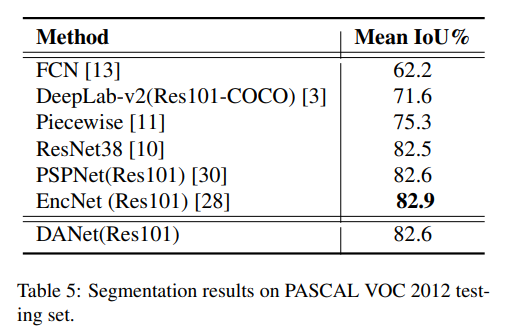 Method Mean IoU%
FCN [13] 62.2
DeepLab-v2(Res101-COCO) [3] 71.6
Piecewise [11] 75.3
ResNet38 [10] 82.5
PSPNet(Res101) [30] 82.6
EncNet (Res101) [28] 82.9
DANet(Res101) 82.6
Table 5: Segmentation results on PASCAL VOC 2012 test-
ing set.